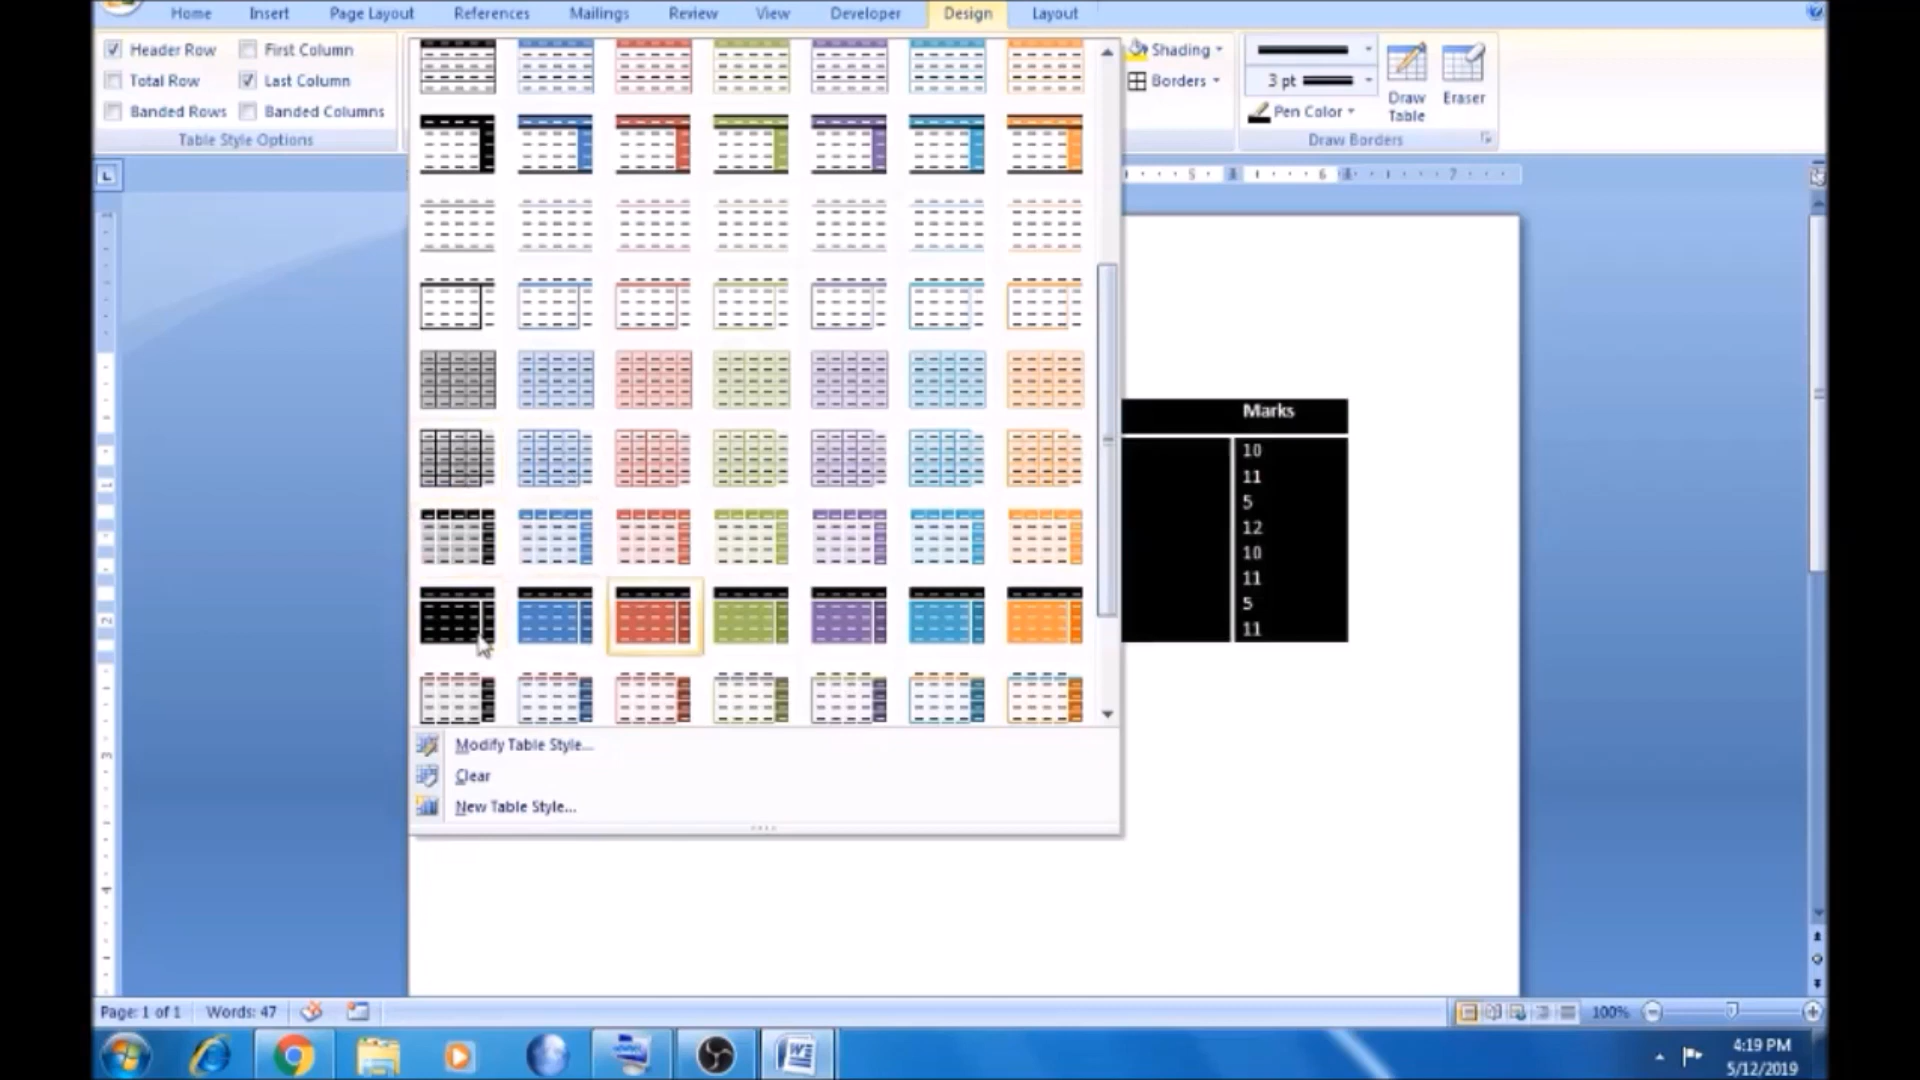 Home Insert Page Layout References Mailings Review View Developer Design Layout
Header Row First Column
Total Row Last Column
Banded Rows Banded Columns
Table Style Options
Shading
Borders
3 pt
Pen Color
Draw Table
Eraser
Draw Borders
5 6 7
Marks
10
11
5
12
10
11
5
11
Modify Table Style...
Clear
New Table Style...
Page: 1 of 1 Words: 47 100%
4:19 PM
5/12/2019